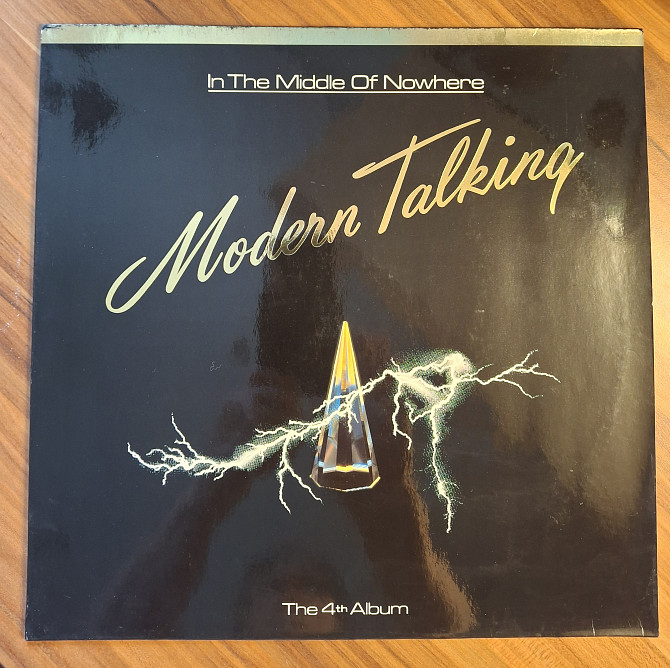 In The Middle Of Nowhere
Modern Talking
The 4th Album